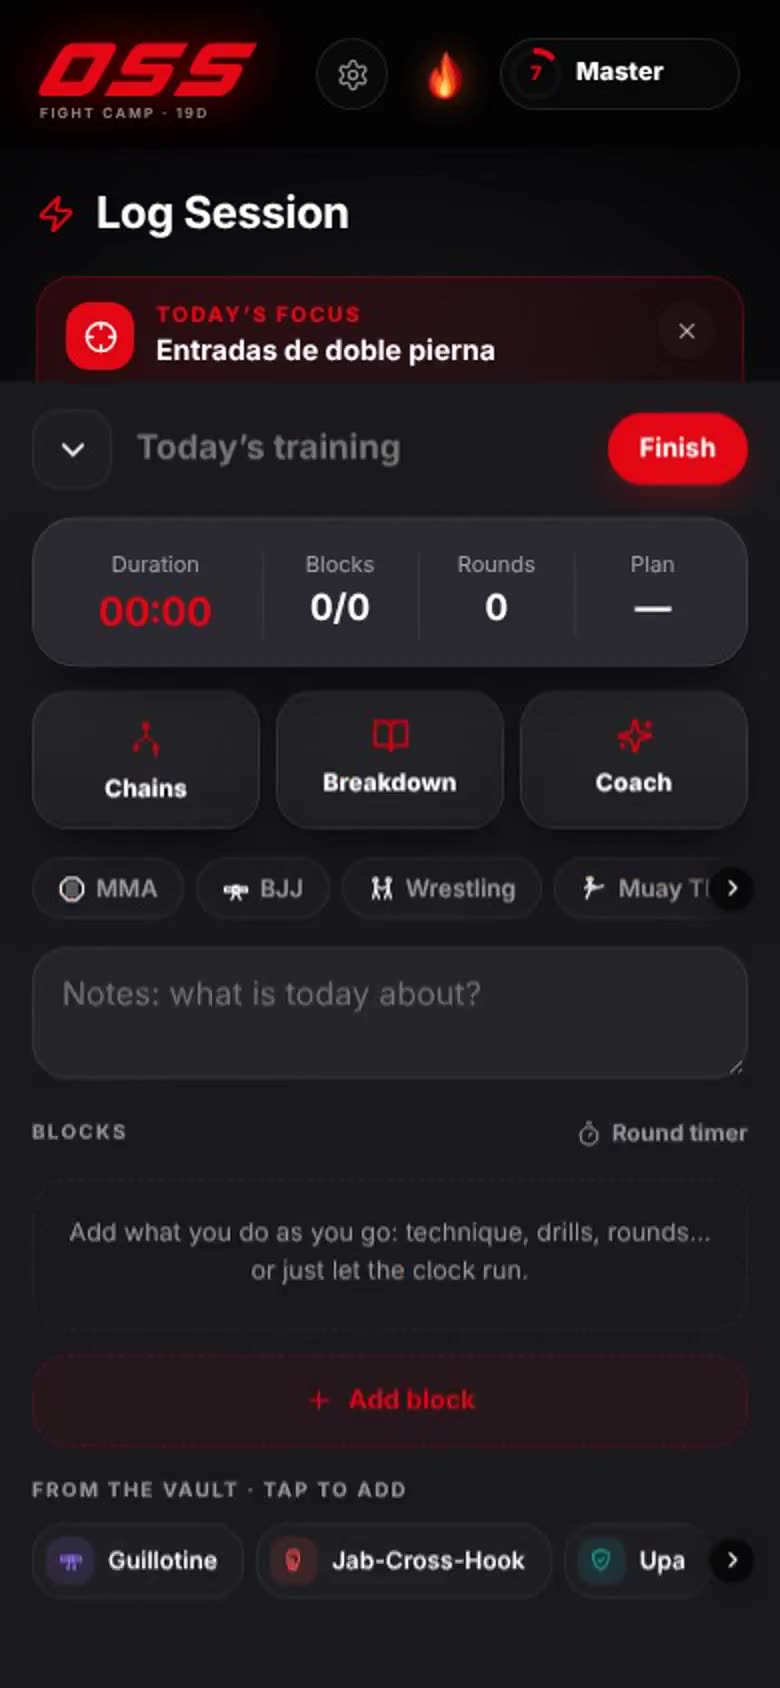 OSS
FIGHT CAMP · 19D
7
Master
Log Session
TODAY'S FOCUS
Entradas de doble pierna
Today's training
Finish
Duration
Blocks
Rounds
Plan
00:00
0/0
0
—
Chains
Breakdown
Coach
MMA
BJJ
Wrestling
Muay T
Notes: what is today about?
BLOCKS
Round timer
Add what you do as you go: technique, drills, rounds...
or just let the clock run.
+ Add block
FROM THE VAULT · TAP TO ADD
Guillotine
Jab-Cross-Hook
Upa